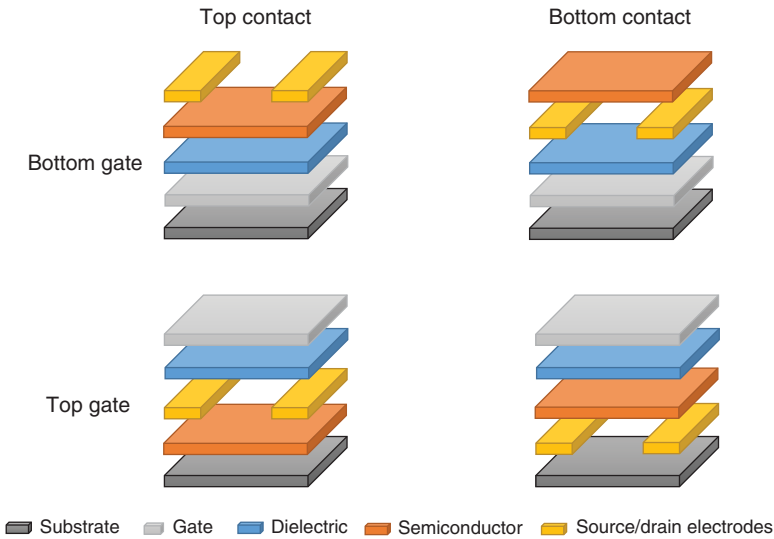 Top contact
Bottom contact
Bottom gate
Top gate
Substrate
Gate
Dielectric
Semiconductor
Source/drain electrodes